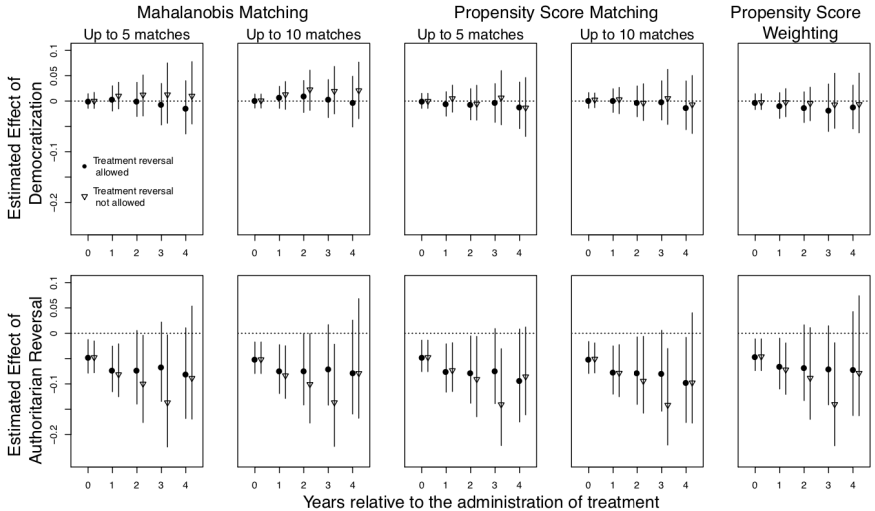 Mahalanobis Matching Propensity Score Matching Propensity Score
Up to 5 matches Up to 10 matches Up to 5 matches Up to 10 matches Weighting
Estimated Effect of
Democratization
0.1
0.05
0
-0.1
-0.2
Treatment reversal
allowed
Treatment reversal
not allowed
0 1 2 3 4 0 1 2 3 4 0 1 2 3 4 0 1 2 3 4 0 1 2 3 4
Estimated Effect of
Authoritarian Reversal
0.1
0.05
0
-0.1
-0.2
0 1 2 3 4 0 1 2 3 4 0 1 2 3 4 0 1 2 3 4 0 1 2 3 4
Years relative to the administration of treatment